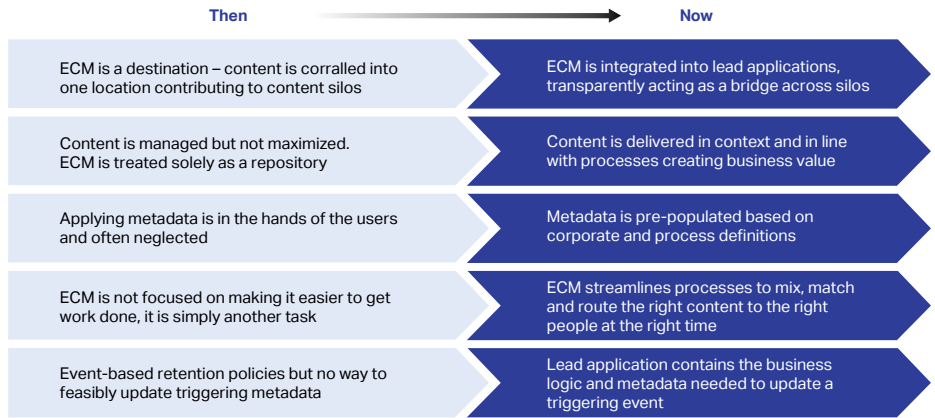 Then
Now
ECM is a destination – content is corralled into
one location contributing to content silos
ECM is integrated into lead applications,
transparently acting as a bridge across silos
Content is managed but not maximized.
ECM is treated solely as a repository
Content is delivered in context and in line
with processes creating business value
Applying metadata is in the hands of the users
and often neglected
Metadata is pre-populated based on
corporate and process definitions
ECM is not focused on making it easier to get
work done, it is simply another task
ECM streamlines processes to mix, match
and route the right content to the right
people at the right time
Event-based retention policies but no way to
feasibly update triggering metadata
Lead application contains the business
logic and metadata needed to update a
triggering event